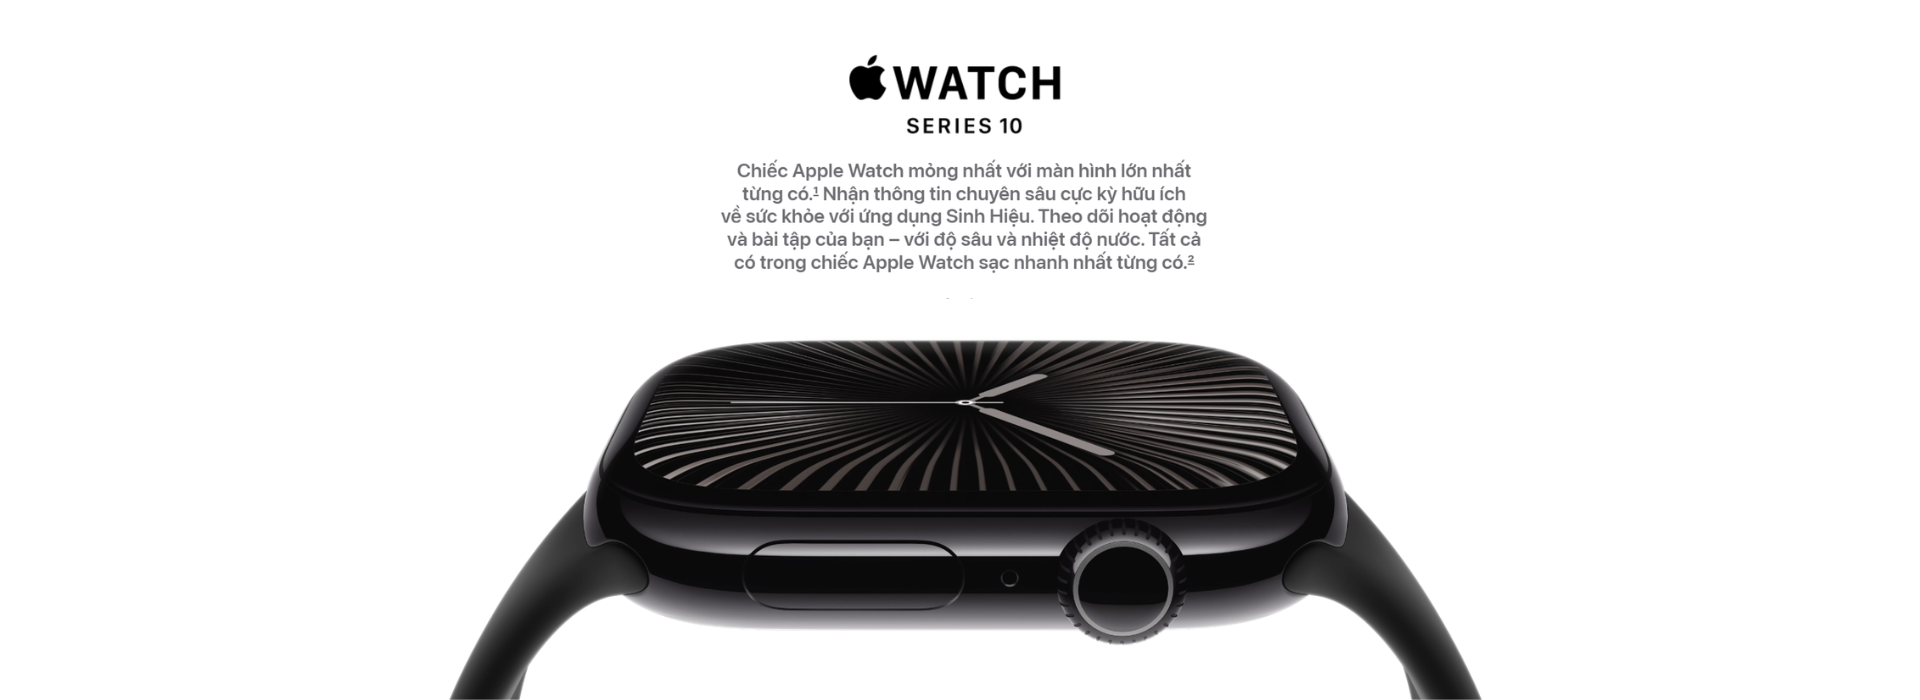 WATCH
SERIES 10
Chiếc Apple Watch mỏng nhất với màn hình lớn nhất
từng có.¹ Nhận thông tin chuyên sâu cực kỳ hữu ích
về sức khỏe với ứng dụng Sinh Hiệu. Theo dõi hoạt động
và bài tập của bạn – với độ sâu và nhiệt độ nước. Tất cả
có trong chiếc Apple Watch sạc nhanh nhất từng có.²